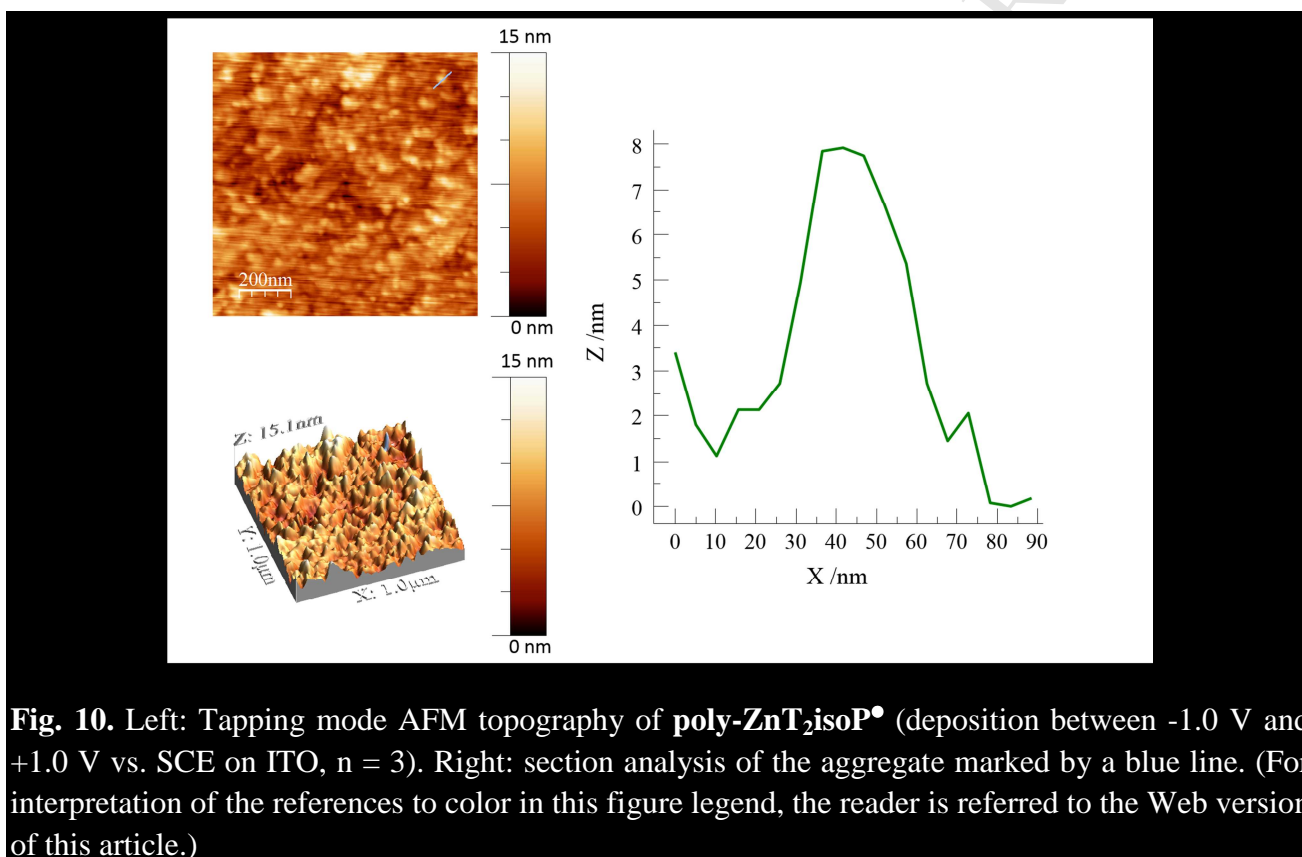 15 nm
200nm
0 nm
15 nm
Z: 15.1nm
Y: 1.0µm
X: 1.0µm
0 nm
8
7
6
5
4
3
2
1
0
Z /nm
0 10 20 30 40 50 60 70 80 90
X /nm
Fig. 10. Left: Tapping mode AFM topography of poly-ZnT₂isoP● (deposition between -1.0 V and
+1.0 V vs. SCE on ITO, n = 3). Right: section analysis of the aggregate marked by a blue line. (For
interpretation of the references to color in this figure legend, the reader is referred to the Web version
of this article.)